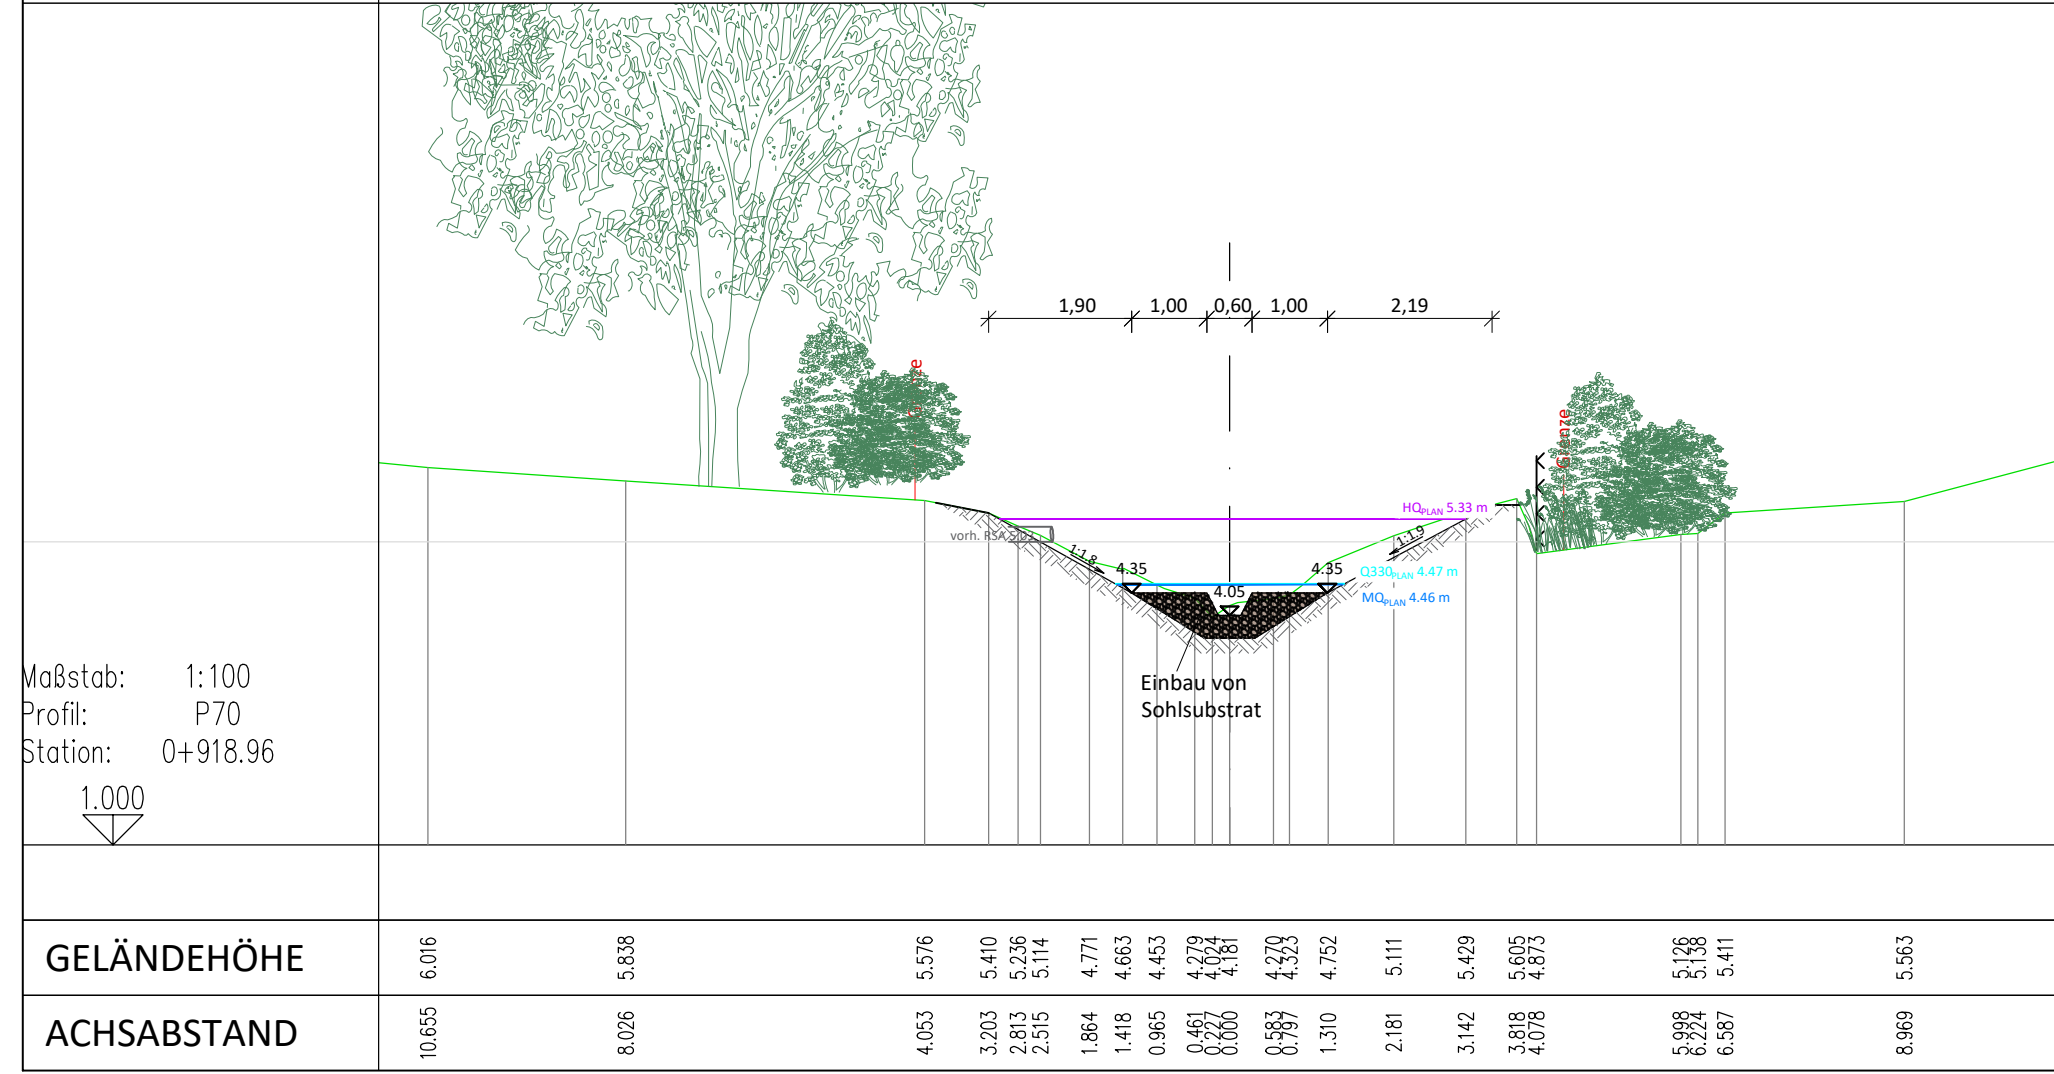 1,90 1,00 0,60 1,00 2,19
Grenze
HQPLAN 5.33 m
vorh. RSA 5.03
1:1.8
1:1.9
4.35
4.35
4.05
Q330PLAN 4.47 m
MQPLAN 4.46 m
Einbau von
Sohlsubstrat
Maßstab: 1:100
Profil: P70
Station: 0+918.96
1.000
GELÄNDEHÖHE 6.016 5.838 5.576 5.410 5.236 5.114 4.771 4.663 4.453 4.279 4.024 4.181 4.270 4.323 4.752 5.111 5.429 5.605 4.873 5.126 5.138 5.411 5.563
ACHSABSTAND 10.655 8.026 4.053 3.203 2.813 2.515 1.864 1.418 0.965 0.461 0.227 0.000 0.583 0.797 1.310 2.181 3.142 3.818 4.078 5.998 6.224 6.587 8.969